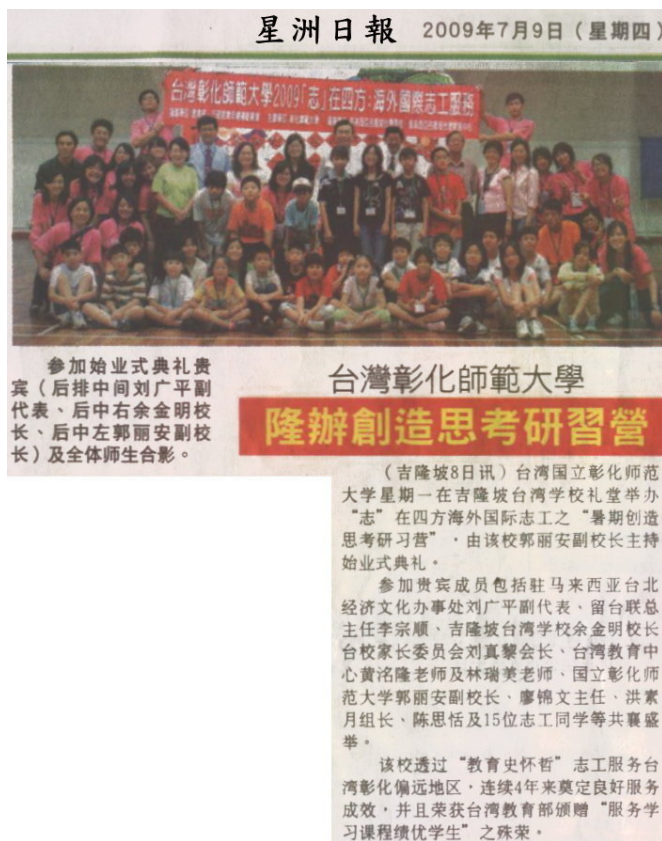 星洲日報 2009年7月9日（星期四）
台灣彰化師範大學2009「志」在四方:海外國際志工服務
参加始业式典礼贵
宾（后排中间刘广平副
代表、后中右余金明校
长、后中左郭丽安副校
长）及全体师生合影。
台灣彰化師範大學
隆辦創造思考研習營
（吉隆坡8日讯）台湾国立彰化师范
大学星期一在吉隆坡台湾学校礼堂举办
“志”在四方海外国际志工之“暑期创造
思考研习营”，由该校郭丽安副校长主持
始业式典礼。
参加贵宾成员包括驻马来西亚台北
经济文化办事处刘广平副代表、留台联总
主任李宗顺、吉隆坡台湾学校余金明校长
台校家长委员会刘真黎会长、台湾教育中
心黄洺隆老师及林瑞美老师、国立彰化师
范大学郭丽安副校长、廖锦文主任、洪素
月组长、陈思恬及15位志工同学等共襄盛
举。
该校透过“教育史怀哲”志工服务台
湾彰化偏远地区，连续4年来奠定良好服务
成效，并且荣获台湾教育部颁赠“服务学
习课程绩优学生”之殊荣。